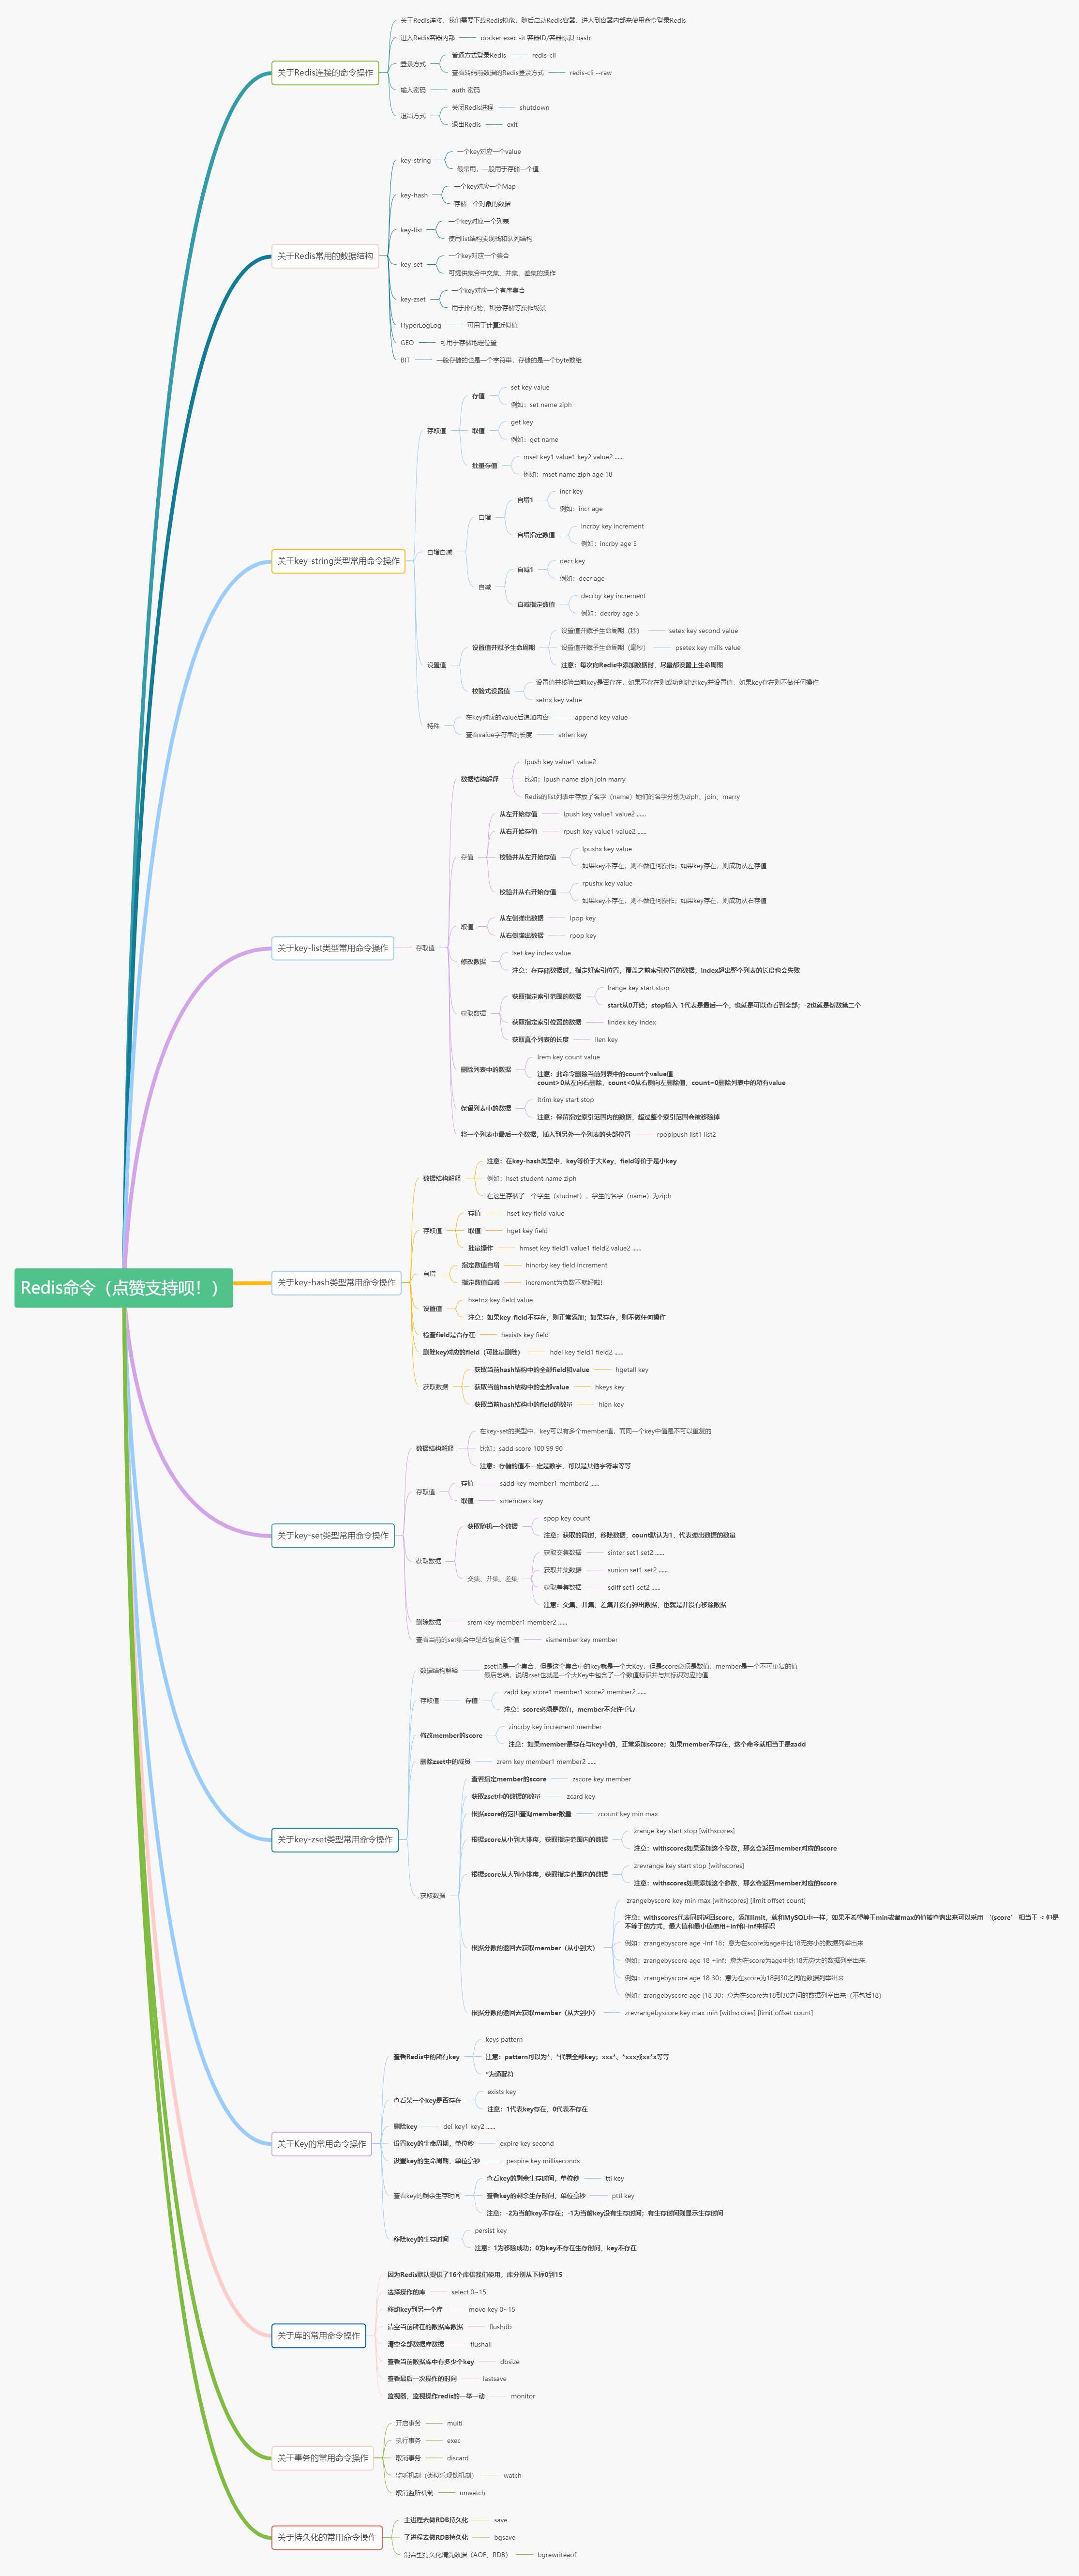 Redis命令（点赞支持呗！）
关于Redis连接的命令操作
关于Redis连接，我们需要下载Redis镜像，随后启动Redis容器，进入到容器内部来使用命令登录Redis
进入Redis容器内部
docker exec -it 容器ID/容器标识 bash
登录方式
普通方式登录Redis
redis-cli
查看转码前数据的Redis登录方式
redis-cli --raw
输入密码
auth 密码
退出方式
关闭Redis进程
shutdown
退出Redis
exit
关于Redis常用的数据结构
key-string
一个key对应一个value
最常用，一般用于存储一个值
key-hash
一个key对应一个Map
存储一个对象的数据
key-list
一个key对应一个列表
使用list结构实现栈和队列结构
key-set
一个key对应一个集合
可提供集合中交集、并集、差集的操作
key-zset
一个key对应一个有序集合
用于排行榜，积分存储等操作场景
HyperLogLog
可用于计算近似值
GEO
可用于存储地理位置
BIT
一般存储的也是一个字符串，存储的是一个byte数组
关于key-string类型常用命令操作
存取值
存值
set key value
例如：set name ziph
取值
get key
例如：get name
批量存值
mset key1 value1 key2 value2 ......
例如：mset name ziph age 18
自增自减
自增
自增1
incr key
例如：incr age
自增指定数值
incrby key increment
例如：incrby age 5
自减
自减1
decr key
例如：decr age
自减指定数值
decrby key increment
例如：decrby age 5
设置值
设置值并赋予生命周期
设置值并赋予生命周期（秒）
setex key second value
设置值并赋予生命周期（毫秒）
psetex key mills value
注意：每次向Redis中添加数据时，尽量都设置上生命周期
校验式设置值
设置值并校验当前key是否存在，如果不存在则成功创建此key并设置值，如果key存在则不做任何操作
setnx key value
特殊
在key对应的value后追加内容
append key value
查看value字符串的长度
strlen key
关于key-list类型常用命令操作
存取值
数据结构解释
lpush key value1 value2
比如：lpush name ziph join marry
Redis的list列表中存放了名字（name）她们的名字分别为ziph、join、marry
存值
从左开始存值
lpush key value1 value2 ......
从右开始存值
rpush key value1 value2 ......
校验并从左开始存值
lpushx key value
如果key不存在，则不做任何操作；如果key存在，则成功从左存值
校验并从右开始存值
rpushx key value
如果key不存在，则不做任何操作；如果key存在，则成功从右存值
取值
从左侧弹出数据
lpop key
从右侧弹出数据
rpop key
修改数据
lset key index value
注意：在存储数据时，指定好索引位置，覆盖之前索引位置的数据，index超出整个列表的长度也会失败
获取数据
获取指定索引范围的数据
lrange key start stop
start从0开始；stop输入-1代表是最后一个，也就是可以查看到全部；-2也就是倒数第二个
获取指定索引位置的数据
lindex key index
获取真个列表的长度
llen key
删除列表中的数据
lrem key count value
注意：此命令删除当前列表中的count个value值
count>0从左向右删除，count<0从右侧向左删除值，count=0删除列表中的所有value
保留列表中的数据
ltrim key start stop
注意：保留指定索引范围内的数据，超过整个索引范围会被移除掉
将一个列表中最后一个数据，插入到另外一个列表的头部位置
rpoplpush list1 list2
关于key-hash类型常用命令操作
数据结构解释
注意：在key-hash类型中，key等价于大Key，field等价于是小key
例如：hset student name ziph
在这里存储了一个学生（studnet），学生的名字（name）为ziph
存取值
存值
hset key field value
取值
hget key field
批量操作
hmset key field1 value1 field2 value2 ......
自增
指定数值自增
hincrby key field increment
指定数值自减
increment为负数不就好啦！
设置值
hsetnx key field value
注意：如果key-field不存在，则正常添加；如果存在，则不做任何操作
检查field是否存在
hexists key field
删除key对应的field（可批量删除）
hdel key field1 field2 ......
获取数据
获取当前hash结构中的全部field和value
hgetall key
获取当前hash结构中的全部value
hkeys key
获取当前hash结构中的field的数量
hlen key
关于key-set类型常用命令操作
数据结构解释
在key-set的类型中，key可以有多个member值，而同一个key中值是不可以重复的
比如：sadd score 100 99 90
注意：存储的值不一定是数字，可以是其他字符串等等
存取值
存值
sadd key member1 member2 ......
取值
smembers key
获取数据
获取随机一个数据
spop key count
注意：获取的同时，移除数据，count默认为1，代表弹出数据的数量
交集、并集、差集
获取交集数据
sinter set1 set2 ......
获取并集数据
sunion set1 set2 ......
获取差集数据
sdiff set1 set2 ......
注意：交集、并集、差集并没有弹出数据，也就是并没有移除数据
删除数据
srem key member1 member2 ......
查看当前的set集合中是否包含这个值
sismember key member
关于key-zset类型常用命令操作
数据结构解释
zset也是一个集合，但是这个集合中的key就是一个大Key，但是score必须是数值，member是一个不可重复的值
最后总结，说明zset也就是一个大Key中包含了一个数值标识并与其标识对应的值
存取值
存值
zadd key score1 member1 score2 member2 ......
注意：score必须是数值，member不允许重复
修改member的score
zincrby key increment member
注意：如果member是存在与key中的，正常添加score；如果member不存在，这个命令就相当于是zadd
删除zset中的成员
zrem key member1 member2 ......
获取数据
查看指定member的score
zscore key member
获取zset中的数据的数量
zcard key
根据score的范围查询member数量
zcount key min max
根据score从小到大排序，获取指定范围内的数据
zrange key start stop [withscores]
注意：withscores如果添加这个参数，那么会返回member对应的score
根据score从大到小排序，获取指定范围内的数据
zrevrange key start stop [withscores]
注意：withscores如果添加这个参数，那么会返回member对应的score
根据分数的返回去获取member（从小到大）
zrangebyscore key min max [withscores] [limit offset count]
注意：withscores代表同时返回score，添加limit，就和MySQL中一样，如果不希望等于min或者max的值被查询出来可以采用 ‘(score’ 相当于 < 但是
不等于的方式，最大值和最小值使用+inf和-inf来标识
例如：zrangebyscore age -inf 18；意为在score为age中比18无穷小的数据列举出来
例如：zrangebyscore age 18 +inf；意为在score为age中比18无穷大的数据列举出来
例如：zrangebyscore age 18 30；意为在score为18到30之间的数据列举出来
例如：zrangebyscore age (18 30；意为在score为18到30之间的数据列举出来（不包括18）
根据分数的返回去获取member（从大到小）
zrevrangebyscore key max min [withscores] [limit offset count]
关于Key的常用命令操作
查看Redis中的所有key
keys pattern
注意：pattern可以为*，*代表全部key；xxx*、*xxx或xx*x等等
*为通配符
查看某一个key是否存在
exists key
注意：1代表key存在，0代表不存在
删除key
del key1 key2 ......
设置key的生命周期，单位秒
expire key second
设置key的生命周期，单位毫秒
pexpire key milliseconds
查看key的剩余生存时间
查看key的剩余生存时间，单位秒
ttl key
查看key的剩余生存时间，单位毫秒
pttl key
注意：-2为当前key不存在；-1为当前key没有生存时间；有生存时间则显示生存时间
移除key的生存时间
persist key
注意：1为移除成功；0为key不存在生存时间，key不存在
关于库的常用命令操作
因为Redis默认提供了16个库供我们使用，库分别从下标0到15
选择操作的库
select 0~15
移动key到另一个库
move key 0~15
清空当前所在的数据库数据
flushdb
清空全部数据库数据
flushall
查看当前数据库中有多少个key
dbsize
查看最后一次操作的时间
lastsave
监视器，监视操作redis的一举一动
monitor
关于事务的常用命令操作
开启事务
multi
执行事务
exec
取消事务
discard
监听机制（类似乐观锁机制）
watch
取消监听机制
unwatch
关于持久化的常用命令操作
主进程去做RDB持久化
save
子进程去做RDB持久化
bgsave
混合型持久化清洗数据（AOF、RDB）
bgrewriteaof